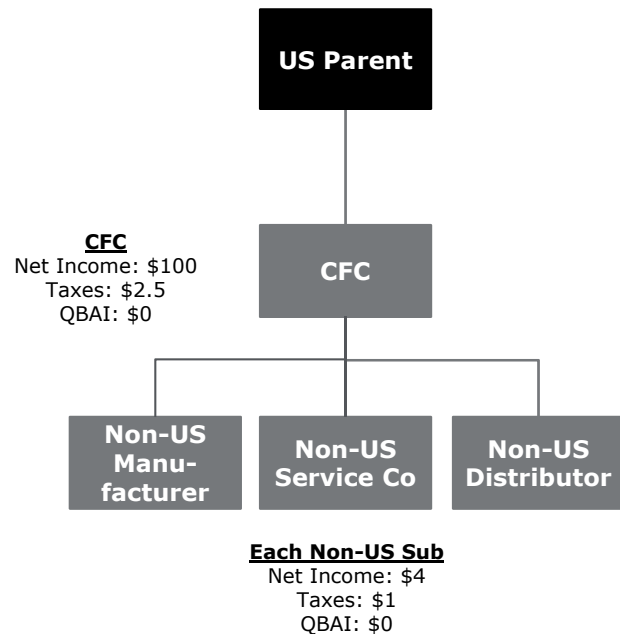 US Parent
CFC
Net Income: $100
Taxes: $2.5
QBAI: $0
CFC
Non-US
Manu-
facturer
Non-US
Service Co
Non-US
Distributor
Each Non-US Sub
Net Income: $4
Taxes: $1
QBAI: $0